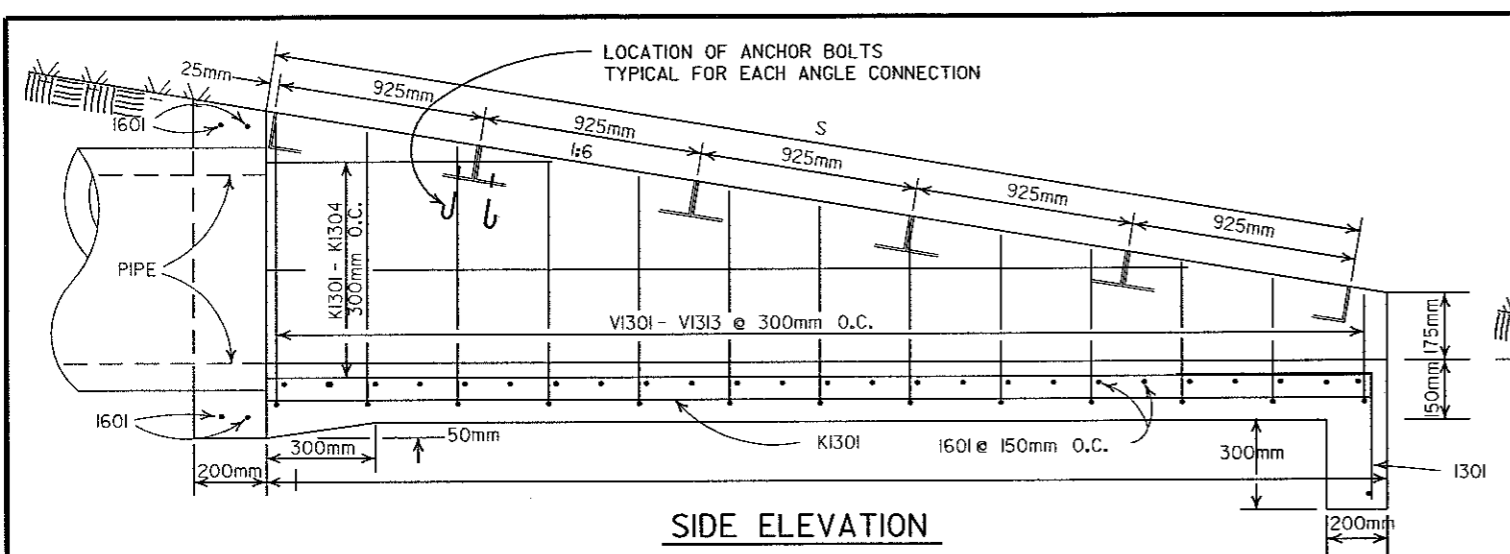 LOCATION OF ANCHOR BOLTS
TYPICAL FOR EACH ANGLE CONNECTION
25mm
925mm
925mm
S
925mm
925mm
925mm
1601
1:6
K1301 - K1304
300mm O.C.
PIPE
V1301 - V1313 @ 300mm O.C.
175mm
150mm
1601
50mm
300mm
200mm
K1301
1601 @ 150mm O.C.
300mm
1301
200mm
SIDE ELEVATION